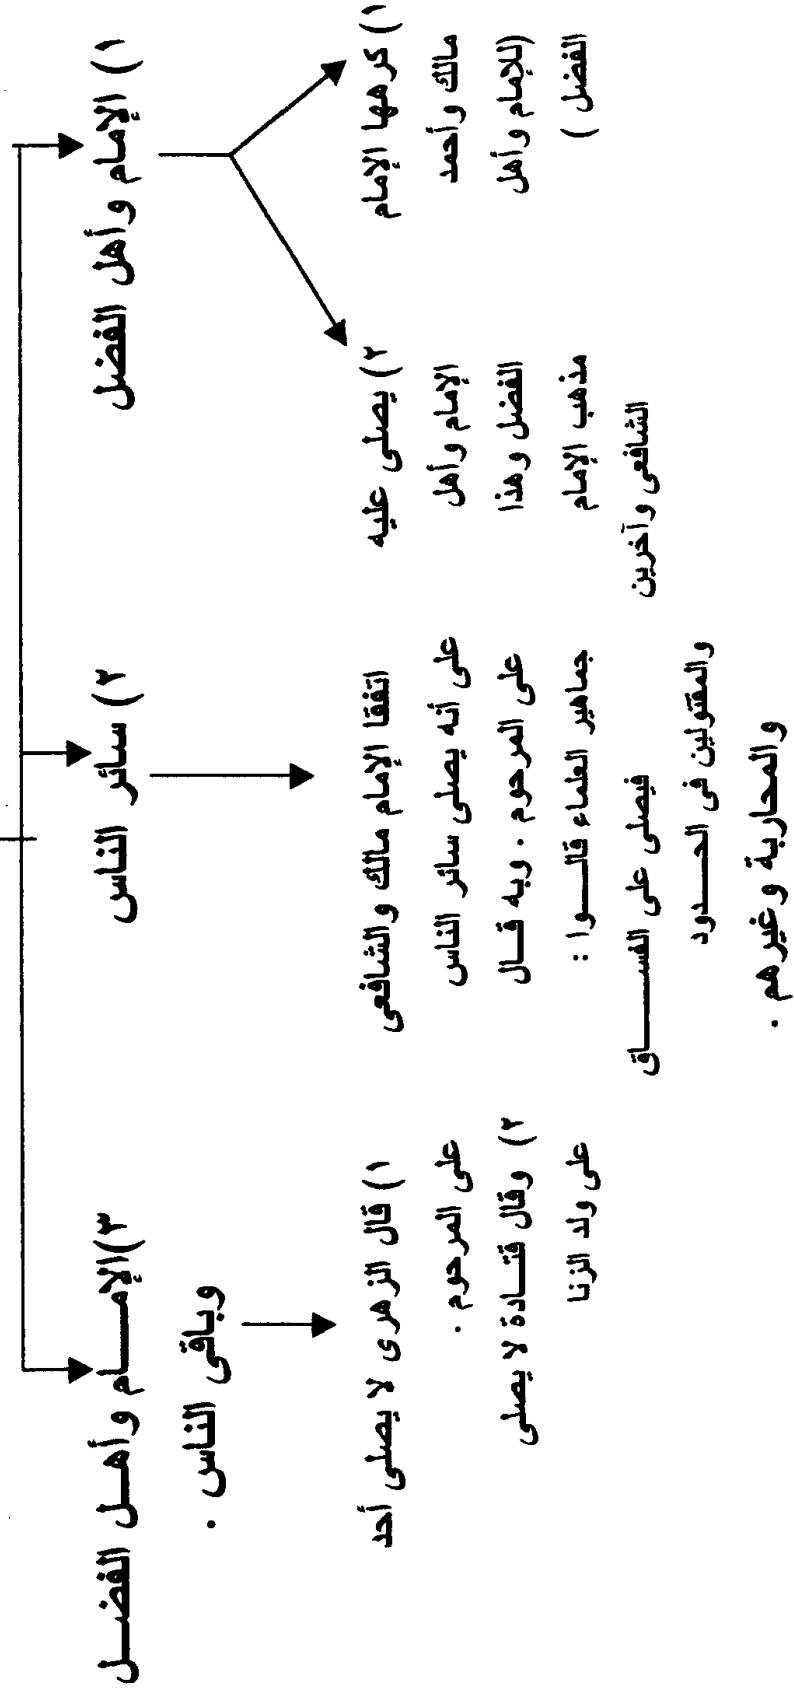 ١) الإمام وأهل الفضل
١) كرهها الإمام
مالك وأحمد
(للإمام وأهل
الفضل )
٢) يصلى عليه
الإمام وأهل
الفضل وهذا
مذهب الإمام
الشافعى وآخرين
٢) سائر الناس
اتفقا الإمام مالك والشافعى
على أنه يصلى سائر الناس
على المرحوم . وبه قال
جماهير العلماء قالوا :
فيصلى على الفساق
والمقتولين فى الحدود
والمحاربة وغيرهم .
٣)الإمام وأهل الفضل
وباقى الناس .
١) قال الزهرى لا يصلى أحد
على المرحوم .
٢) وقال قتادة لا يصلى
على ولد الزنا